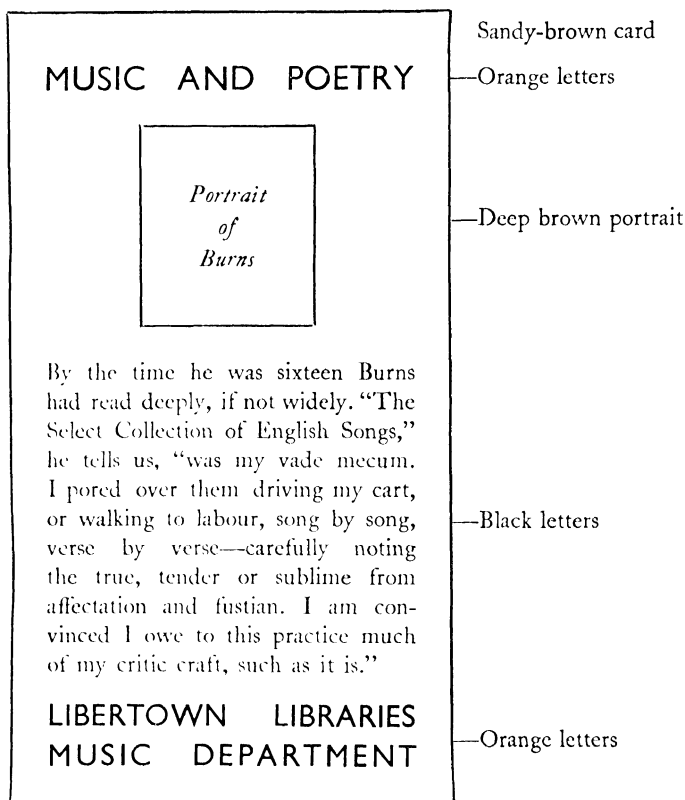 Sandy-brown card
MUSIC AND POETRY
Orange letters
Portrait
of
Burns
Deep brown portrait
By the time he was sixteen Burns
had read deeply, if not widely. “The
Select Collection of English Songs,”
he tells us, “was my vade mecum.
I pored over them driving my cart,
or walking to labour, song by song,
verse by verse—carefully noting
the true, tender or sublime from
affectation and fustian. I am con-
vinced I owe to this practice much
of my critic craft, such as it is.”
Black letters
LIBERTOWN LIBRARIES
MUSIC DEPARTMENT
Orange letters